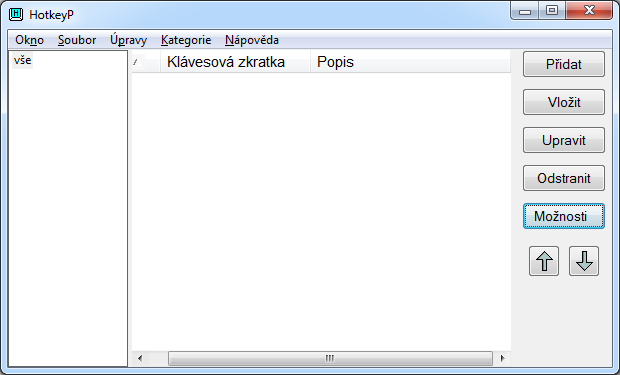 HotkeyP
Okno Soubor Úpravy Kategorie Nápověda
vše
Klávesová zkratka Popis
Přidat
Vložit
Upravit
Odstranit
Možnosti